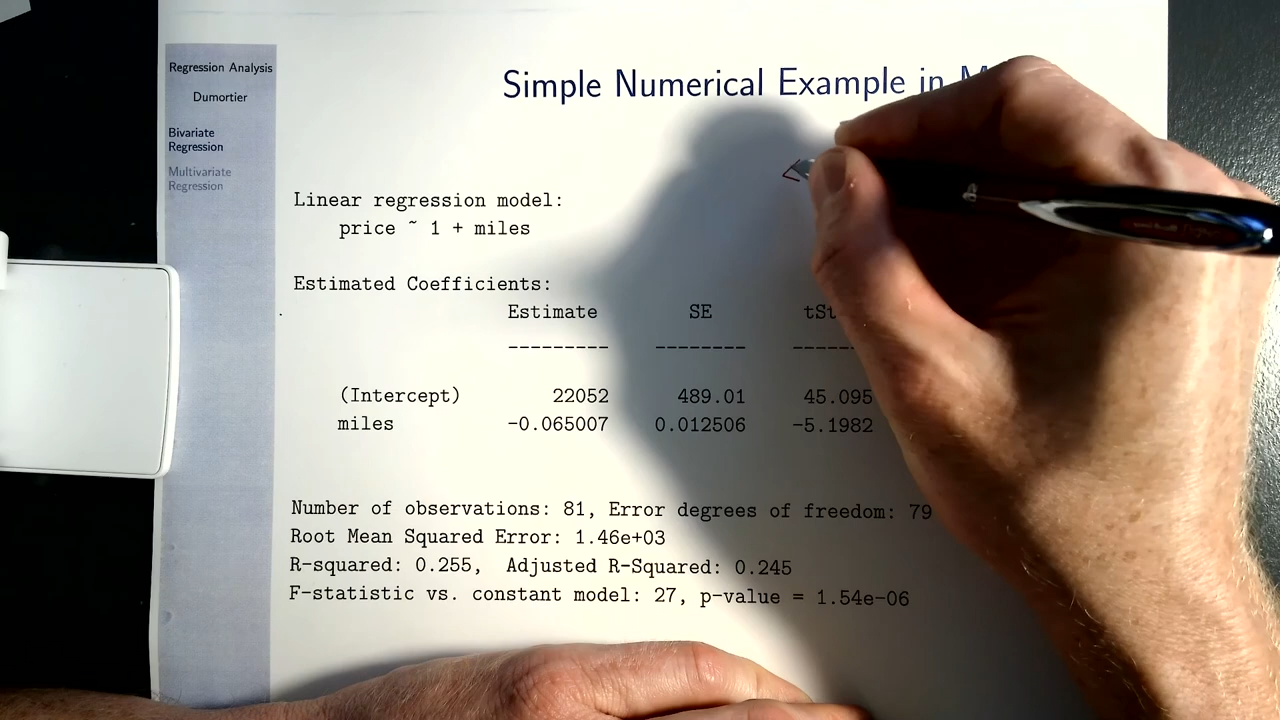 Simple Numerical Example in
Regression Analysis
Dumortier
Bivariate
Regression
Multivariate
Regression
Linear regression model:
price ~ 1 + miles
Estimated Coefficients:
Estimate SE
--------- -------- ------
(Intercept) 22052 489.01 45.095
miles -0.065007 0.012506 -5.1982
Number of observations: 81, Error degrees of freedom: 79
Root Mean Squared Error: 1.46e+03
R-squared: 0.255, Adjusted R-Squared: 0.245
F-statistic vs. constant model: 27, p-value = 1.54e-06